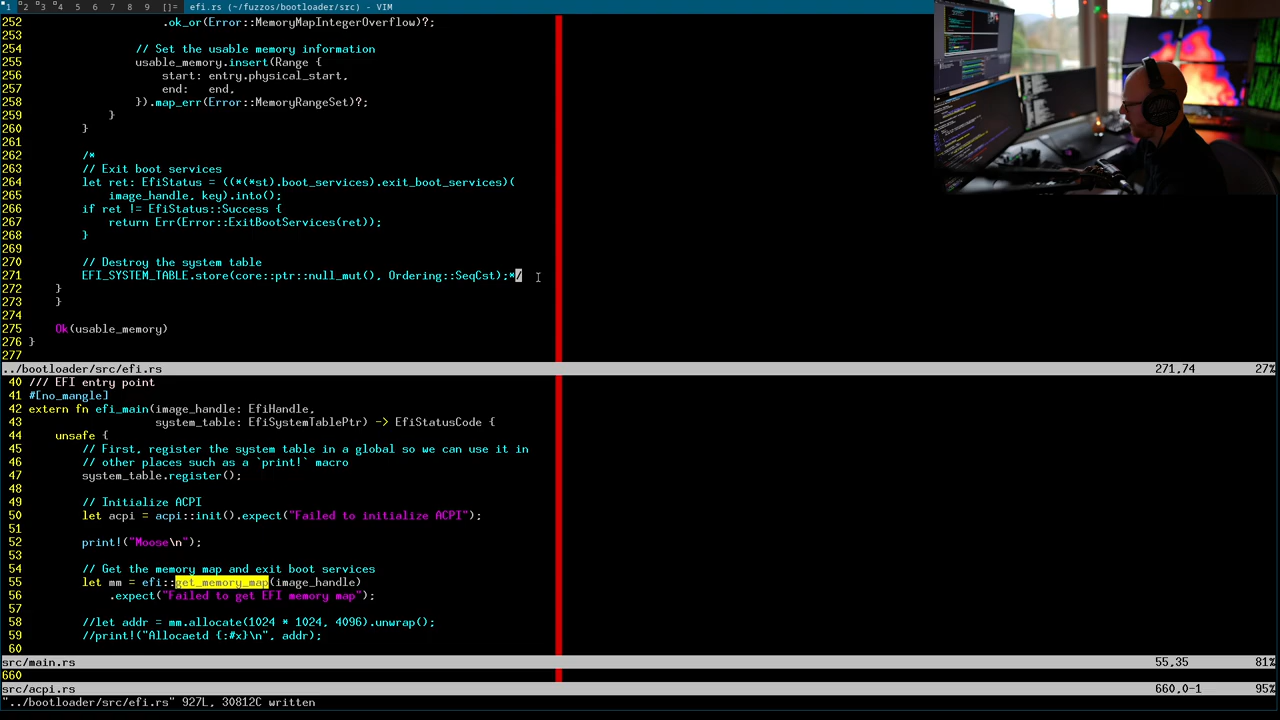 1 2 3 4 5 6 7 8 9 []= efi.rs (~/fuzzos/bootloader/src) - VIM
252 .ok_or(Error::MemoryMapIntegerOverflow)?;
253
254 // Set the usable memory information
255 usable_memory.insert(Range {
256 start: entry.physical_start,
257 end: end,
258 }).map_err(Error::MemoryRangeSet)?;
259 }
260 }
261
262 /*
263 // Exit boot services
264 let ret: EfiStatus = ((*(*st).boot_services).exit_boot_services)(
265 image_handle, key).into();
266 if ret != EfiStatus::Success {
267 return Err(Error::ExitBootServices(ret));
268 }
269
270 // Destroy the system table
271 EFI_SYSTEM_TABLE.store(core::ptr::null_mut(), Ordering::SeqCst);*/
272 }
273 }
274
275 Ok(usable_memory)
276 }
277
../bootloader/src/efi.rs 271,74 27%
40 /// EFI entry point
41 #[no_mangle]
42 extern fn efi_main(image_handle: EfiHandle,
43 system_table: EfiSystemTablePtr) -> EfiStatusCode {
44 unsafe {
45 // First, register the system table in a global so we can use it in
46 // other places such as a `print!` macro
47 system_table.register();
48
49 // Initialize ACPI
50 let acpi = acpi::init().expect("Failed to initialize ACPI");
51
52 print!("Moose\n");
53
54 // Get the memory map and exit boot services
55 let mm = efi::get_memory_map(image_handle)
56 .expect("Failed to get EFI memory map");
57
58 //let addr = mm.allocate(1024 * 1024, 4096).unwrap();
59 //print!("Allocaetd {:#x}\n", addr);
60
src/main.rs 55,35 81%
660
src/acpi.rs 660,0-1 95%
"../bootloader/src/efi.rs" 927L, 30812C written